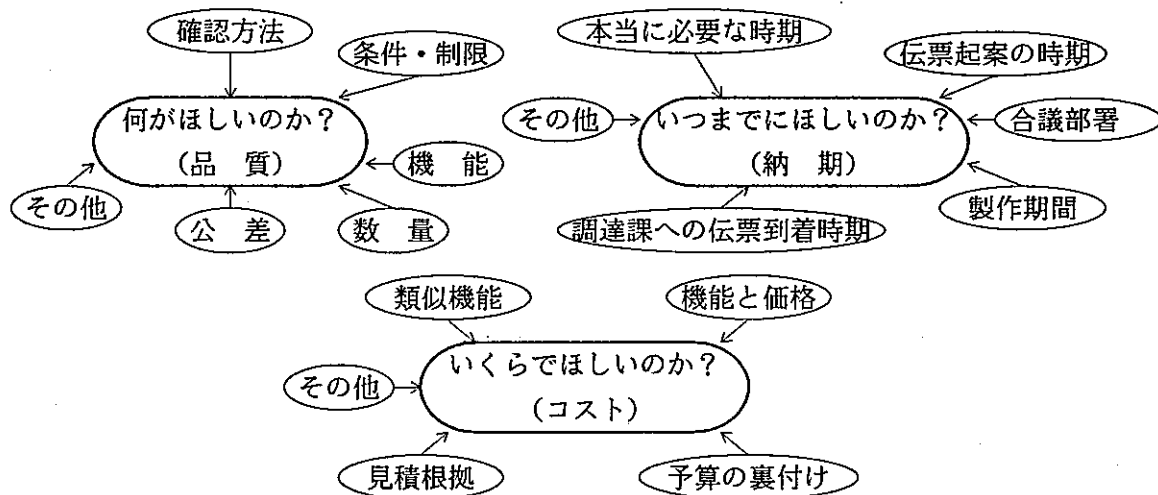 確認方法
条件・制限
何がほしいのか？
(品　質)
機　能
その他
公　差
数　量
本当に必要な時期
伝票起案の時期
その他
いつまでにほしいのか？
(納　期)
合議部署
製作期間
調達課への伝票到着時期
類似機能
機能と価格
いくらでほしいのか？
(コスト)
その他
見積根拠
予算の裏付け